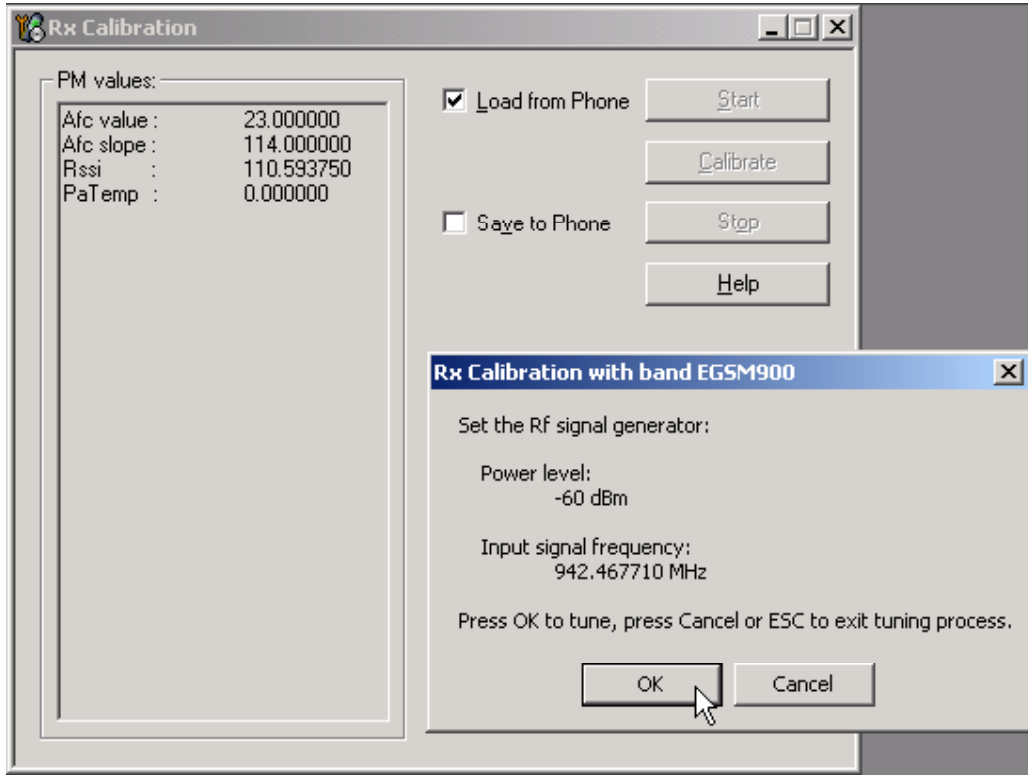 Rx Calibration
PM values:
Afc value : 23.000000
Afc slope : 114.000000
Rssi : 110.593750
PaTemp : 0.000000
Load from Phone
Start
Calibrate
Save to Phone
Stop
Help
Rx Calibration with band EGSM900
Set the Rf signal generator:
Power level:
-60 dBm
Input signal frequency:
942.467710 MHz
Press OK to tune, press Cancel or ESC to exit tuning process.
OK
Cancel